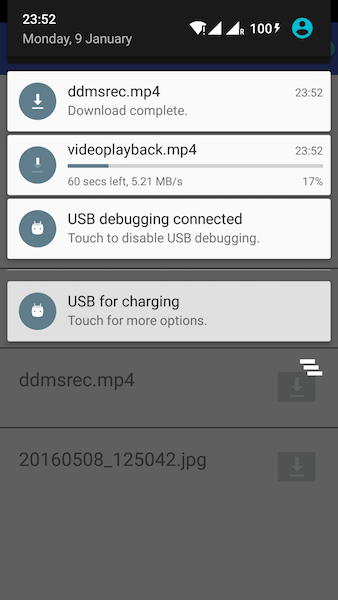 23:52
R 100
Monday, 9 January
ddmsrec.mp4 23:52
Download complete.
videoplayback.mp4 23:52
60 secs left, 5.21 MB/s 17%
USB debugging connected
Touch to disable USB debugging.
USB for charging
Touch for more options.
ddmsrec.mp4
20160508_125042.jpg